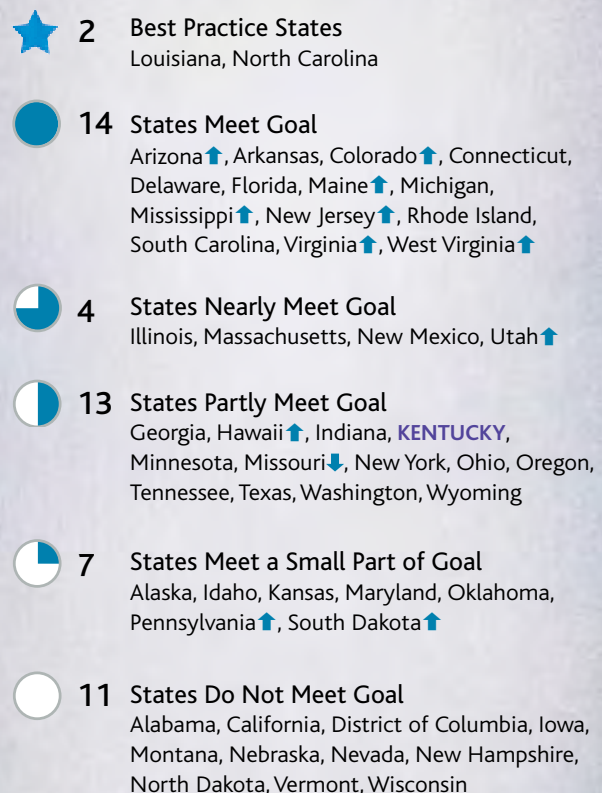 2 Best Practice States
Louisiana, North Carolina
14 States Meet Goal
Arizona⬆, Arkansas, Colorado⬆, Connecticut,
Delaware, Florida, Maine⬆, Michigan,
Mississippi⬆, New Jersey⬆, Rhode Island,
South Carolina, Virginia⬆, West Virginia⬆
4 States Nearly Meet Goal
Illinois, Massachusetts, New Mexico, Utah⬆
13 States Partly Meet Goal
Georgia, Hawaii⬆, Indiana, KENTUCKY,
Minnesota, Missouri⬇, New York, Ohio, Oregon,
Tennessee, Texas, Washington, Wyoming
7 States Meet a Small Part of Goal
Alaska, Idaho, Kansas, Maryland, Oklahoma,
Pennsylvania⬆, South Dakota⬆
11 States Do Not Meet Goal
Alabama, California, District of Columbia, Iowa,
Montana, Nebraska, Nevada, New Hampshire,
North Dakota, Vermont, Wisconsin